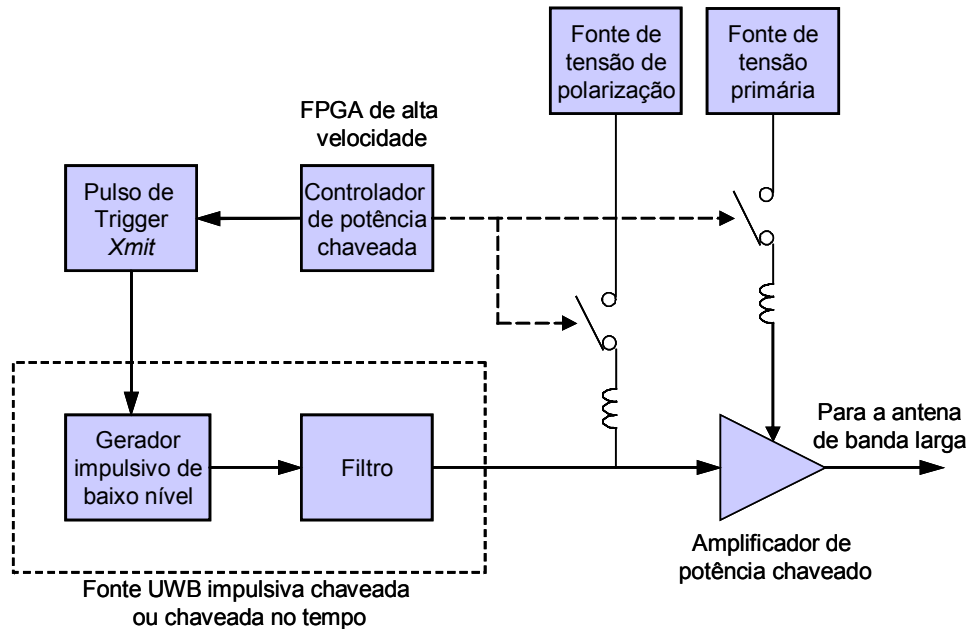 Fonte de
tensão de
polarização
Fonte de
tensão
primária
FPGA de alta
velocidade
Pulso de
Trigger
Xmit
Controlador
de potência
chaveada
Gerador
impulsivo de
baixo nível
Filtro
Para a antena
de banda larga
Amplificador de
potência chaveado
Fonte UWB impulsiva chaveada
ou chaveada no tempo